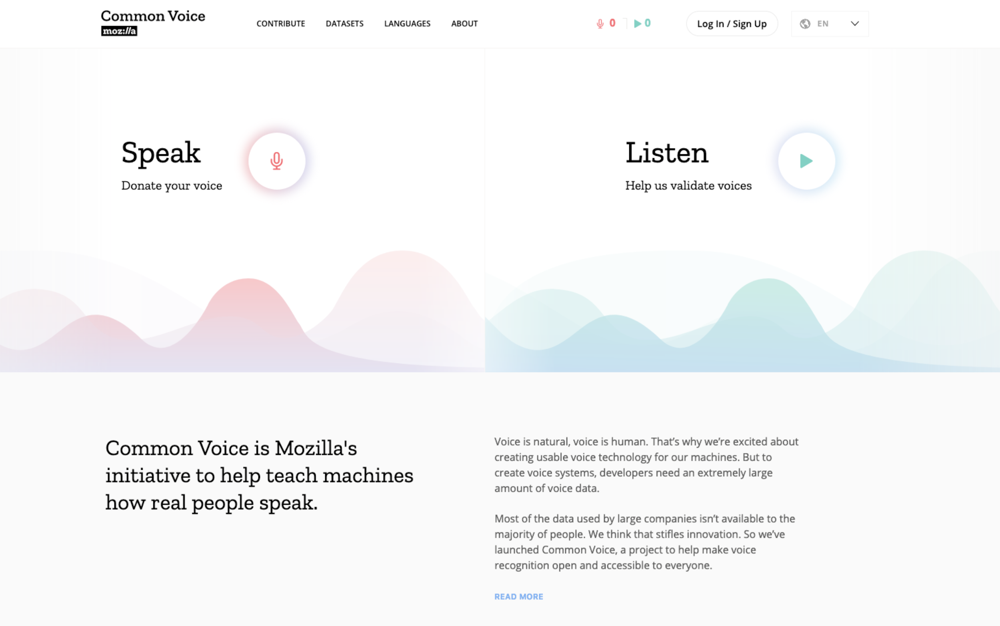 Common Voice
moz://a
CONTRIBUTE
DATASETS
LANGUAGES
ABOUT
0
0
Log In / Sign Up
EN
Speak
Donate your voice
Listen
Help us validate voices
Common Voice is Mozilla's
initiative to help teach machines
how real people speak.
Voice is natural, voice is human. That’s why we’re excited about
creating usable voice technology for our machines. But to
create voice systems, developers need an extremely large
amount of voice data.
Most of the data used by large companies isn’t available to the
majority of people. We think that stifles innovation. So we’ve
launched Common Voice, a project to help make voice
recognition open and accessible to everyone.
READ MORE